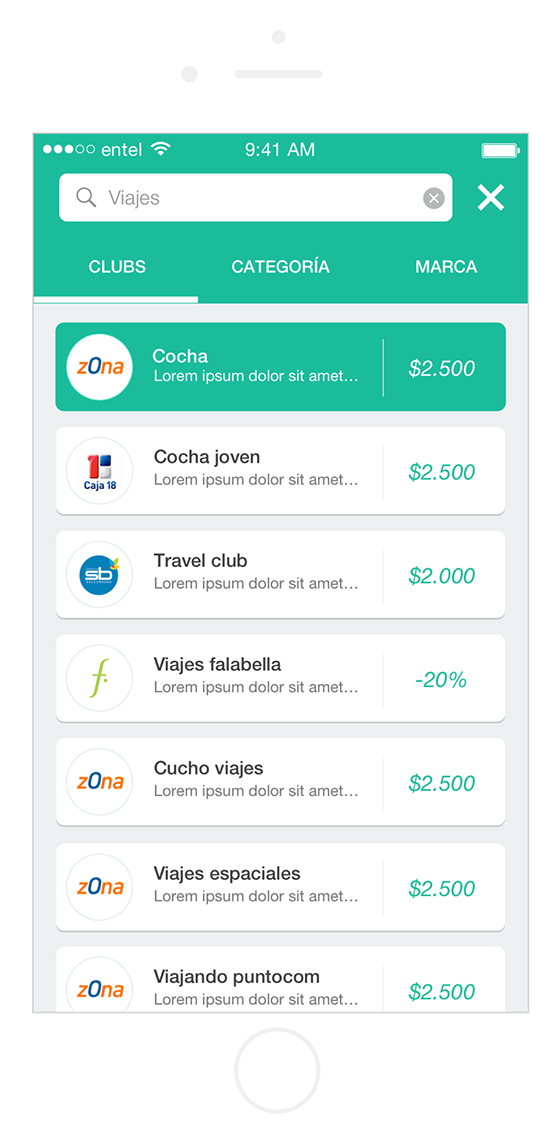 entel 9:41 AM
Viajes
CLUBS CATEGORÍA MARCA
zOna
Cocha
Lorem ipsum dolor sit amet...
$2.500
Caja 18
Cocha joven
Lorem ipsum dolor sit amet...
$2.500
sb
Travel club
Lorem ipsum dolor sit amet...
$2.000
f.
Viajes falabella
Lorem ipsum dolor sit amet...
-20%
zOna
Cucho viajes
Lorem ipsum dolor sit amet...
$2.500
zOna
Viajes espaciales
Lorem ipsum dolor sit amet...
$2.500
zOna
Viajando puntocom
Lorem ipsum dolor sit amet...
$2.500